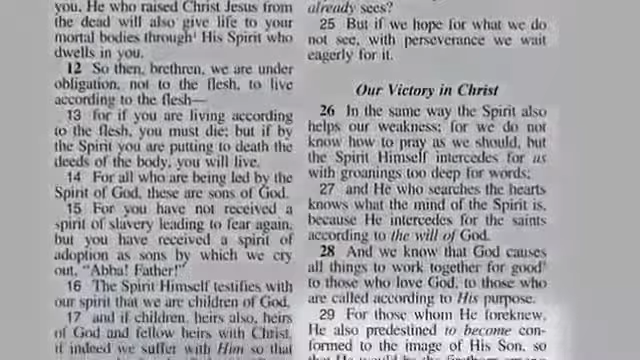 you, He who raised Christ Jesus from
the dead will also give life to your
mortal bodies through¹ His Spirit who
dwells in you.
12 So then, brethren, we are under
obligation, not to the flesh, to live
according to the flesh—
13 for if you are living according
to the flesh, you must die; but if by
the Spirit you are putting to death the
deeds of the body, you will live.
14 For all who are being led by the
Spirit of God, these are sons of God.
15 For you have not received a
spirit of slavery leading to fear again,
but you have received a spirit of
adoption as sons by which we cry
out, “Abba! Father!”
16 The Spirit Himself testifies with
our spirit that we are children of God,
17 and if children, heirs also, heirs
of God and fellow heirs with Christ,
if indeed we suffer with Him so that
already sees?
25 But if we hope for what we do
not see, with perseverance we wait
eagerly for it.
Our Victory in Christ
26 In the same way the Spirit also
helps our weakness; for we do not
know how to pray as we should, but
the Spirit Himself intercedes for us
with groanings too deep for words;
27 and He who searches the hearts
knows what the mind of the Spirit is,
because He intercedes for the saints
according to the will of God.
28 And we know that God causes
all things to work together for good
to those who love God, to those who
are called according to His purpose.
29 For those whom He foreknew,
He also predestined to become con-
formed to the image of His Son, so
that He would be the firstborn among